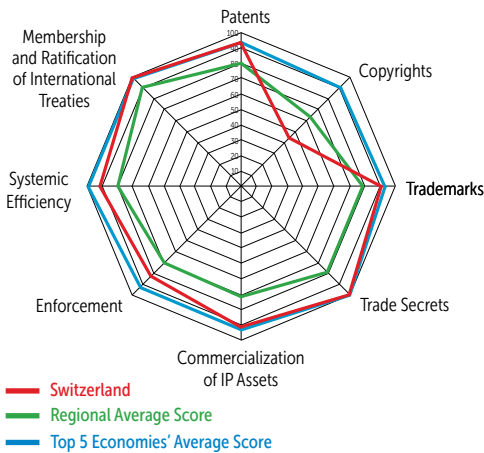 Patents
Membership
and Ratification
of International
Treaties
Copyrights
100
90
80
70
60
50
40
30
20
10
Systemic
Efficiency
Trademarks
Enforcement
Trade Secrets
Commercialization
of IP Assets
Switzerland
Regional Average Score
Top 5 Economies' Average Score